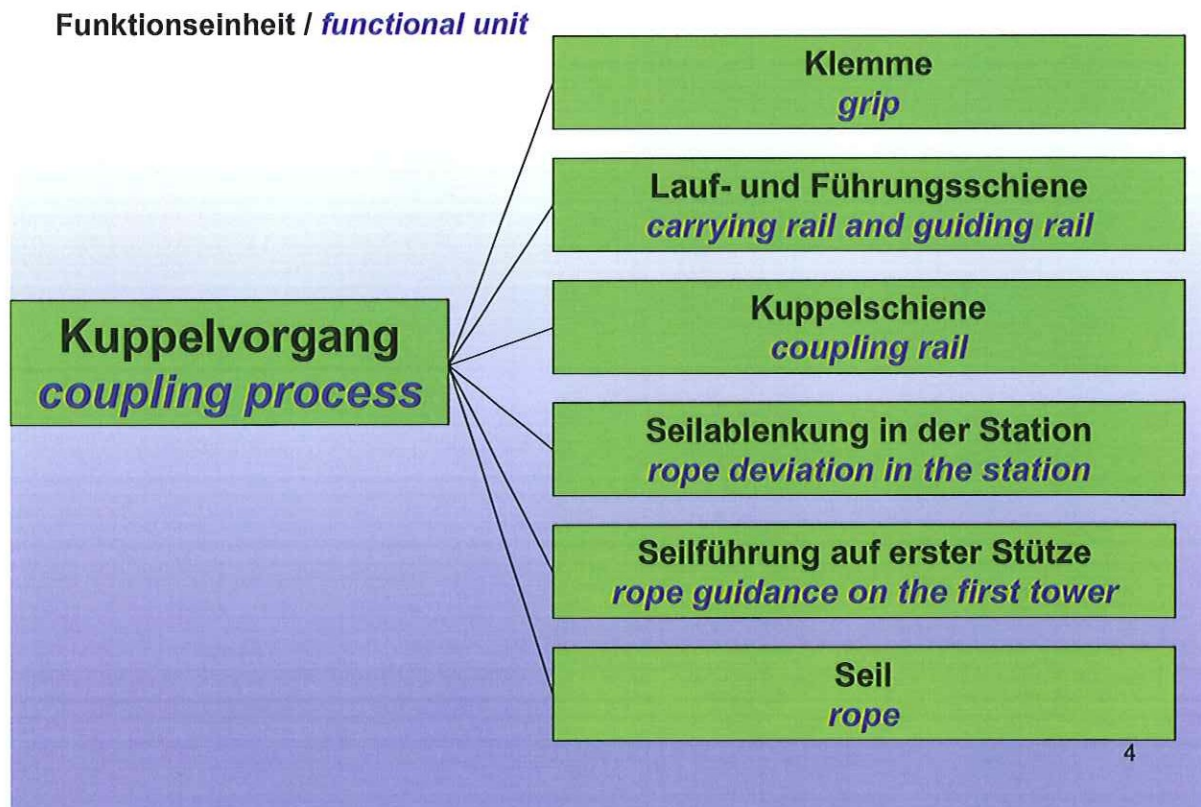 Funktionseinheit / functional unit
Klemme
grip
Lauf- und Führungsschiene
carrying rail and guiding rail
Kuppelvorgang
coupling process
Kuppelschiene
coupling rail
Seilablenkung in der Station
rope deviation in the station
Seilführung auf erster Stütze
rope guidance on the first tower
Seil
rope
4